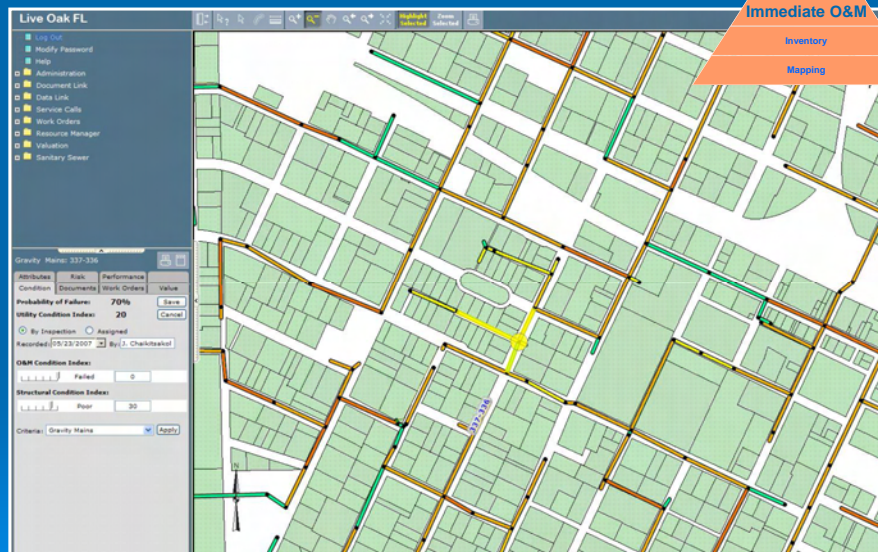 Live Oak FL
Highlight Selected
Zoom Selected
Immediate O&M
Inventory
Mapping
Log Out
Modify Password
Help
Administration
Document Link
Data Link
Service Calls
Work Orders
Resource Manager
Valuation
Sanitary Sewer
Gravity Mains: 337-336
Attributes Risk Performance
Condition Documents Work Orders Value
Probability of Failure: 70% Save
Utility Condition Index: 20 Cancel
By Inspection Assigned
Recorded: 05/23/2007 By: J. Chaikitsakol
O&M Condition Index:
Failed 0
Structural Condition Index:
Poor 30
Criteria: Gravity Mains Apply
N
337-336